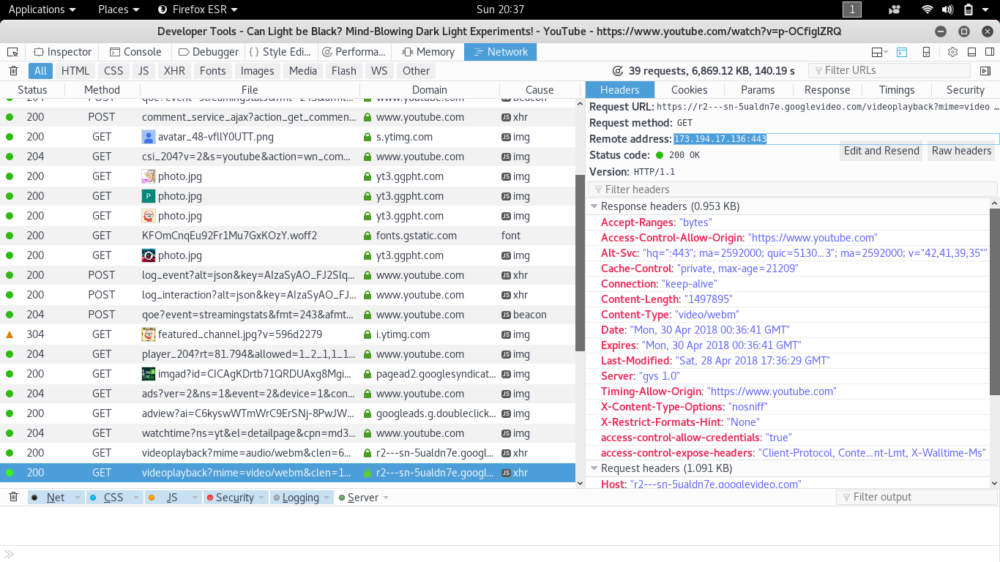 Applications Places Firefox ESR Sun 20:37 1
Developer Tools - Can Light be Black? Mind-Blowing Dark Light Experiments! - YouTube - https://www.youtube.com/watch?v=p-OCfiglZRQ
Inspector Console Debugger { } Style Edi... Performa... Memory Network
All HTML CSS JS XHR Fonts Images Media Flash WS Other 39 requests, 6,869.12 KB, 140.19 s Filter URLs
Status Method File Domain Cause
204 POST qoe?event=streamingstats&fmt=243&afmt... www.youtube.com beacon
200 POST comment_service_ajax?action_get_commen... www.youtube.com JS xhr
200 GET avatar_48-vfllY0UTT.png s.ytimg.com JS img
204 GET csi_204?v=2&s=youtube&action=wn_com... www.youtube.com JS img
200 GET photo.jpg yt3.ggpht.com JS img
200 GET P photo.jpg yt3.ggpht.com JS img
200 GET photo.jpg yt3.ggpht.com JS img
200 GET KFOmCnqEu92Fr1Mu7GxKOzY.woff2 fonts.gstatic.com font
200 GET photo.jpg yt3.ggpht.com JS img
200 POST log_event?alt=json&key=AIzaSyAO_FJ2Slq... www.youtube.com JS xhr
200 POST log_interaction?alt=json&key=AIzaSyAO_FJ... www.youtube.com JS xhr
204 POST qoe?event=streamingstats&fmt=243&afmt... www.youtube.com JS beacon
304 GET featured_channel.jpg?v=596d2279 i.ytimg.com JS img
204 GET player_204?rt=81.794&allowed=1_2_1,1_1... www.youtube.com JS img
200 GET imgad?id=CICAgKDrtb71QRDUAxg8Mgi... pagead2.googlesyndicat... JS img
204 GET ads?ver=2&ns=1&event=2&device=1&con... www.youtube.com JS img
200 GET adview?ai=C6kyswWTmWrC9ErSNj-8PwJW... googleads.g.doubleclick... JS img
204 GET watchtime?ns=yt&el=detailpage&cpn=md3... www.youtube.com JS img
200 GET videoplayback?mime=audio/webm&clen=6... r2---sn-5ualdn7e.googl... JS xhr
200 GET videoplayback?mime=video/webm&clen=1... r2---sn-5ualdn7e.googl... JS xhr
Headers Cookies Params Response Timings Security
Request URL: https://r2---sn-5ualdn7e.googlevideo.com/videoplayback?mime=video ...
Request method: GET
Remote address: 173.194.17.136:443
Status code: 200 OK Edit and Resend Raw headers
Version: HTTP/1.1
Filter headers
Response headers (0.953 KB)
Accept-Ranges: "bytes"
Access-Control-Allow-Origin: "https://www.youtube.com"
Alt-Svc: "hq=":443"; ma=2592000; quic=5130...3"; ma=2592000; v="42,41,39,35""
Cache-Control: "private, max-age=21209"
Connection: "keep-alive"
Content-Length: "1497895"
Content-Type: "video/webm"
Date: "Mon, 30 Apr 2018 00:36:41 GMT"
Expires: "Mon, 30 Apr 2018 00:36:41 GMT"
Last-Modified: "Sat, 28 Apr 2018 17:36:29 GMT"
Server: "gvs 1.0"
Timing-Allow-Origin: "https://www.youtube.com"
X-Content-Type-Options: "nosniff"
X-Restrict-Formats-Hint: "None"
access-control-allow-credentials: "true"
access-control-expose-headers: "Client-Protocol, Conte...nt-Lmt, X-Walltime-Ms"
Request headers (1.091 KB)
Host: "r2---sn-5ualdn7e.googlevideo.com"
Net CSS JS Security Logging Server Filter output